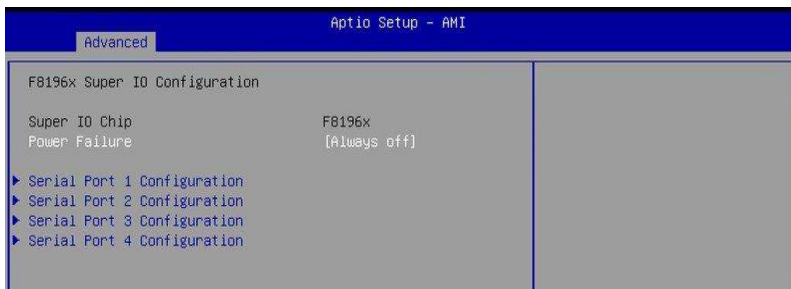 Aptio Setup - AMI
Advanced
F8196x Super IO Configuration
Super IO Chip F8196x
Power Failure [Always off]
Serial Port 1 Configuration
Serial Port 2 Configuration
Serial Port 3 Configuration
Serial Port 4 Configuration